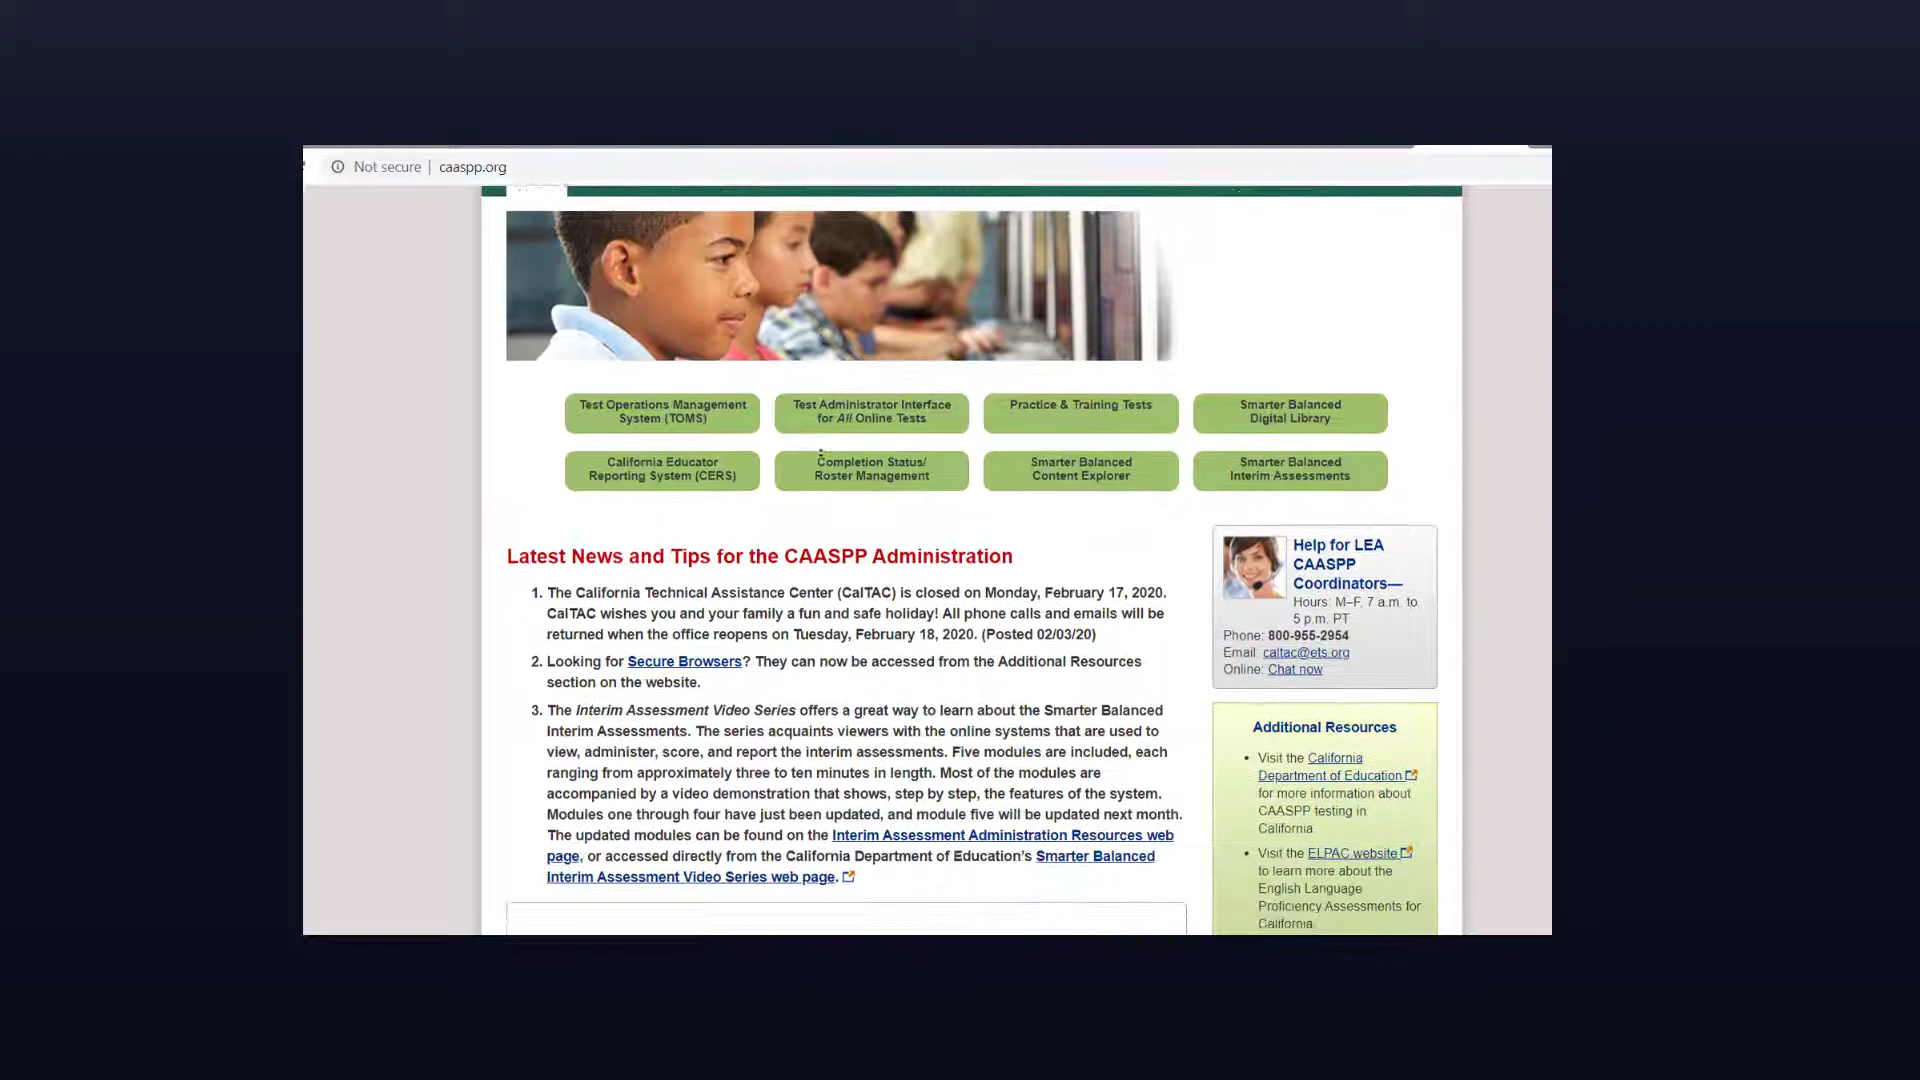 Not secure | caaspp.org
Test Operations Management
System (TOMS)
Test Administrator Interface
for All Online Tests
Practice & Training Tests
Smarter Balanced
Digital Library
California Educator
Reporting System (CERS)
Completion Status/
Roster Management
Smarter Balanced
Content Explorer
Smarter Balanced
Interim Assessments
Latest News and Tips for the CAASPP Administration
1. The California Technical Assistance Center (CalTAC) is closed on Monday, February 17, 2020.
CalTAC wishes you and your family a fun and safe holiday! All phone calls and emails will be
returned when the office reopens on Tuesday, February 18, 2020. (Posted 02/03/20)
2. Looking for Secure Browsers? They can now be accessed from the Additional Resources
section on the website.
3. The Interim Assessment Video Series offers a great way to learn about the Smarter Balanced
Interim Assessments. The series acquaints viewers with the online systems that are used to
view, administer, score, and report the interim assessments. Five modules are included, each
ranging from approximately three to ten minutes in length. Most of the modules are
accompanied by a video demonstration that shows, step by step, the features of the system.
Modules one through four have just been updated, and module five will be updated next month.
The updated modules can be found on the Interim Assessment Administration Resources web
page, or accessed directly from the California Department of Education's Smarter Balanced
Interim Assessment Video Series web page.
Help for LEA
CAASPP
Coordinators—
Hours: M–F, 7 a.m. to
5 p.m. PT
Phone: 800-955-2954
Email: caltac@ets.org
Online: Chat now
Additional Resources
• Visit the California
Department of Education
for more information about
CAASPP testing in
California.
• Visit the ELPAC website
to learn more about the
English Language
Proficiency Assessments for
California